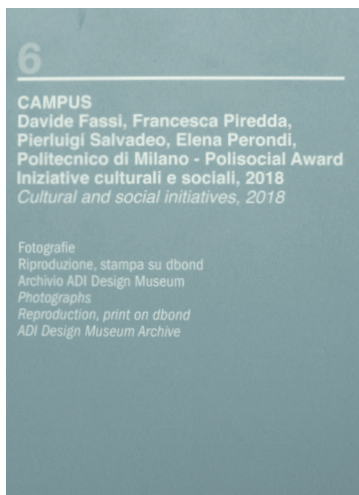 6
CAMPUS
Davide Fassi, Francesca Piredda,
Pierluigi Salvadeo, Elena Perondi,
Politecnico di Milano - Polisocial Award
Iniziative culturali e sociali, 2018
Cultural and social initiatives, 2018
Fotografie
Riproduzione, stampa su dbond
Archivio ADI Design Museum
Photographs
Reproduction, print on dbond
ADI Design Museum Archive